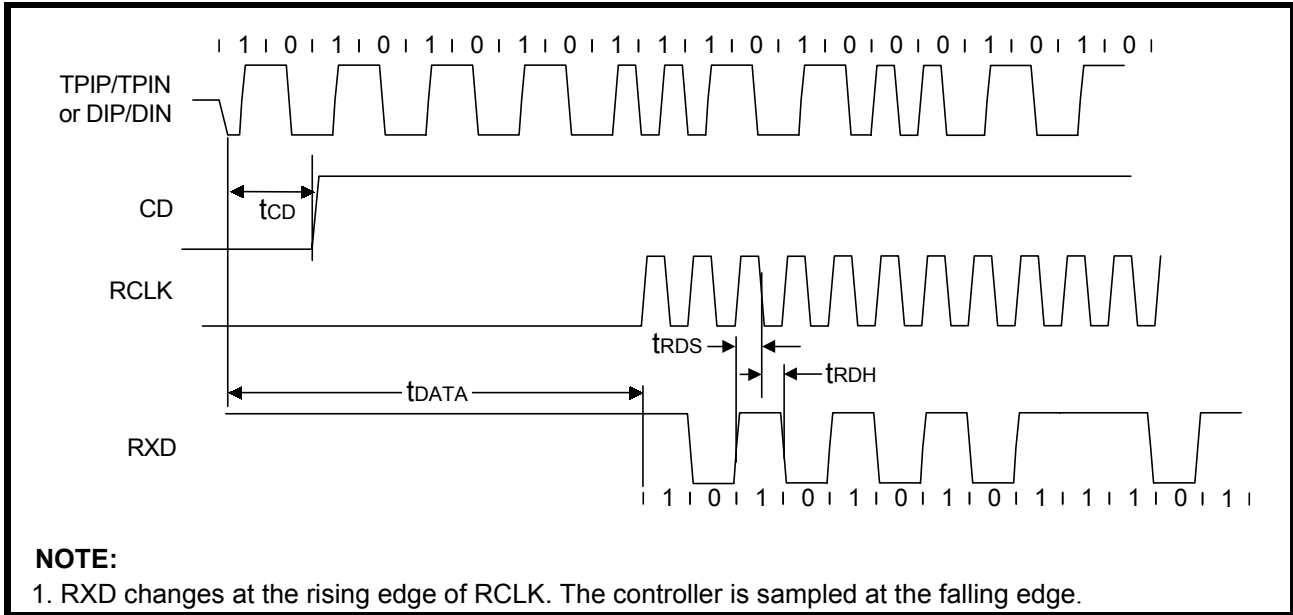 ı 1 ı 0 ı 1 ı 0 ı 1 ı 0 ı 1 ı 0 ı 1 ı 1 ı 1 ı 0 ı 1 ı 0 ı 0 ı 0 ı 1 ı 0 ı 1 ı 0 ı
TPIP/TPIN
or DIP/DIN
CD
tCD
RCLK
tRDS
tRDH
tDATA
RXD
ı 1 ı 0 ı 1 ı 0 ı 1 ı 0 ı 1 ı 0 ı 1 ı 1 ı 1 ı 0 ı 1 ı
NOTE:
1. RXD changes at the rising edge of RCLK. The controller is sampled at the falling edge.